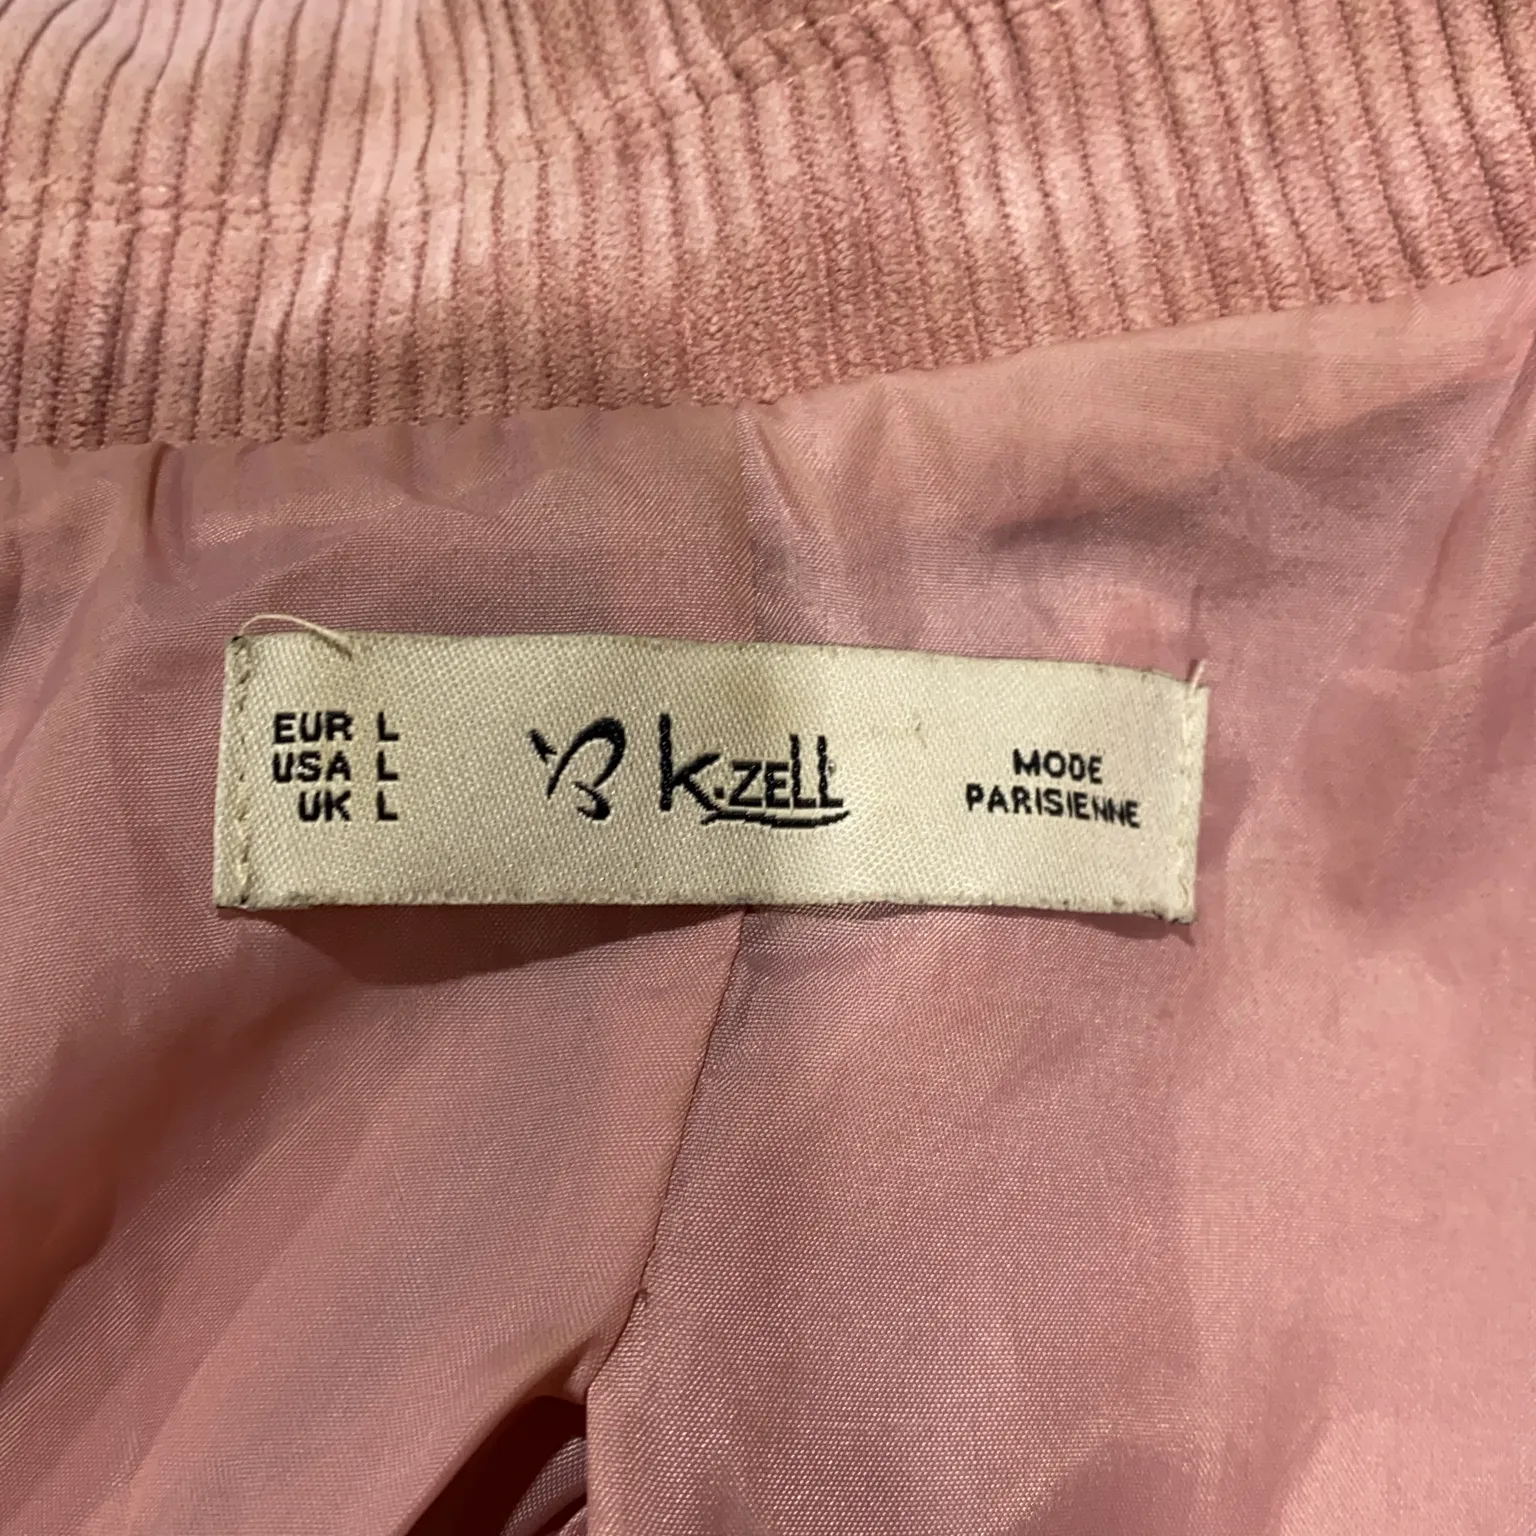 EUR L
USA L
UK L
K.ZELL
MODE
PARISIENNE